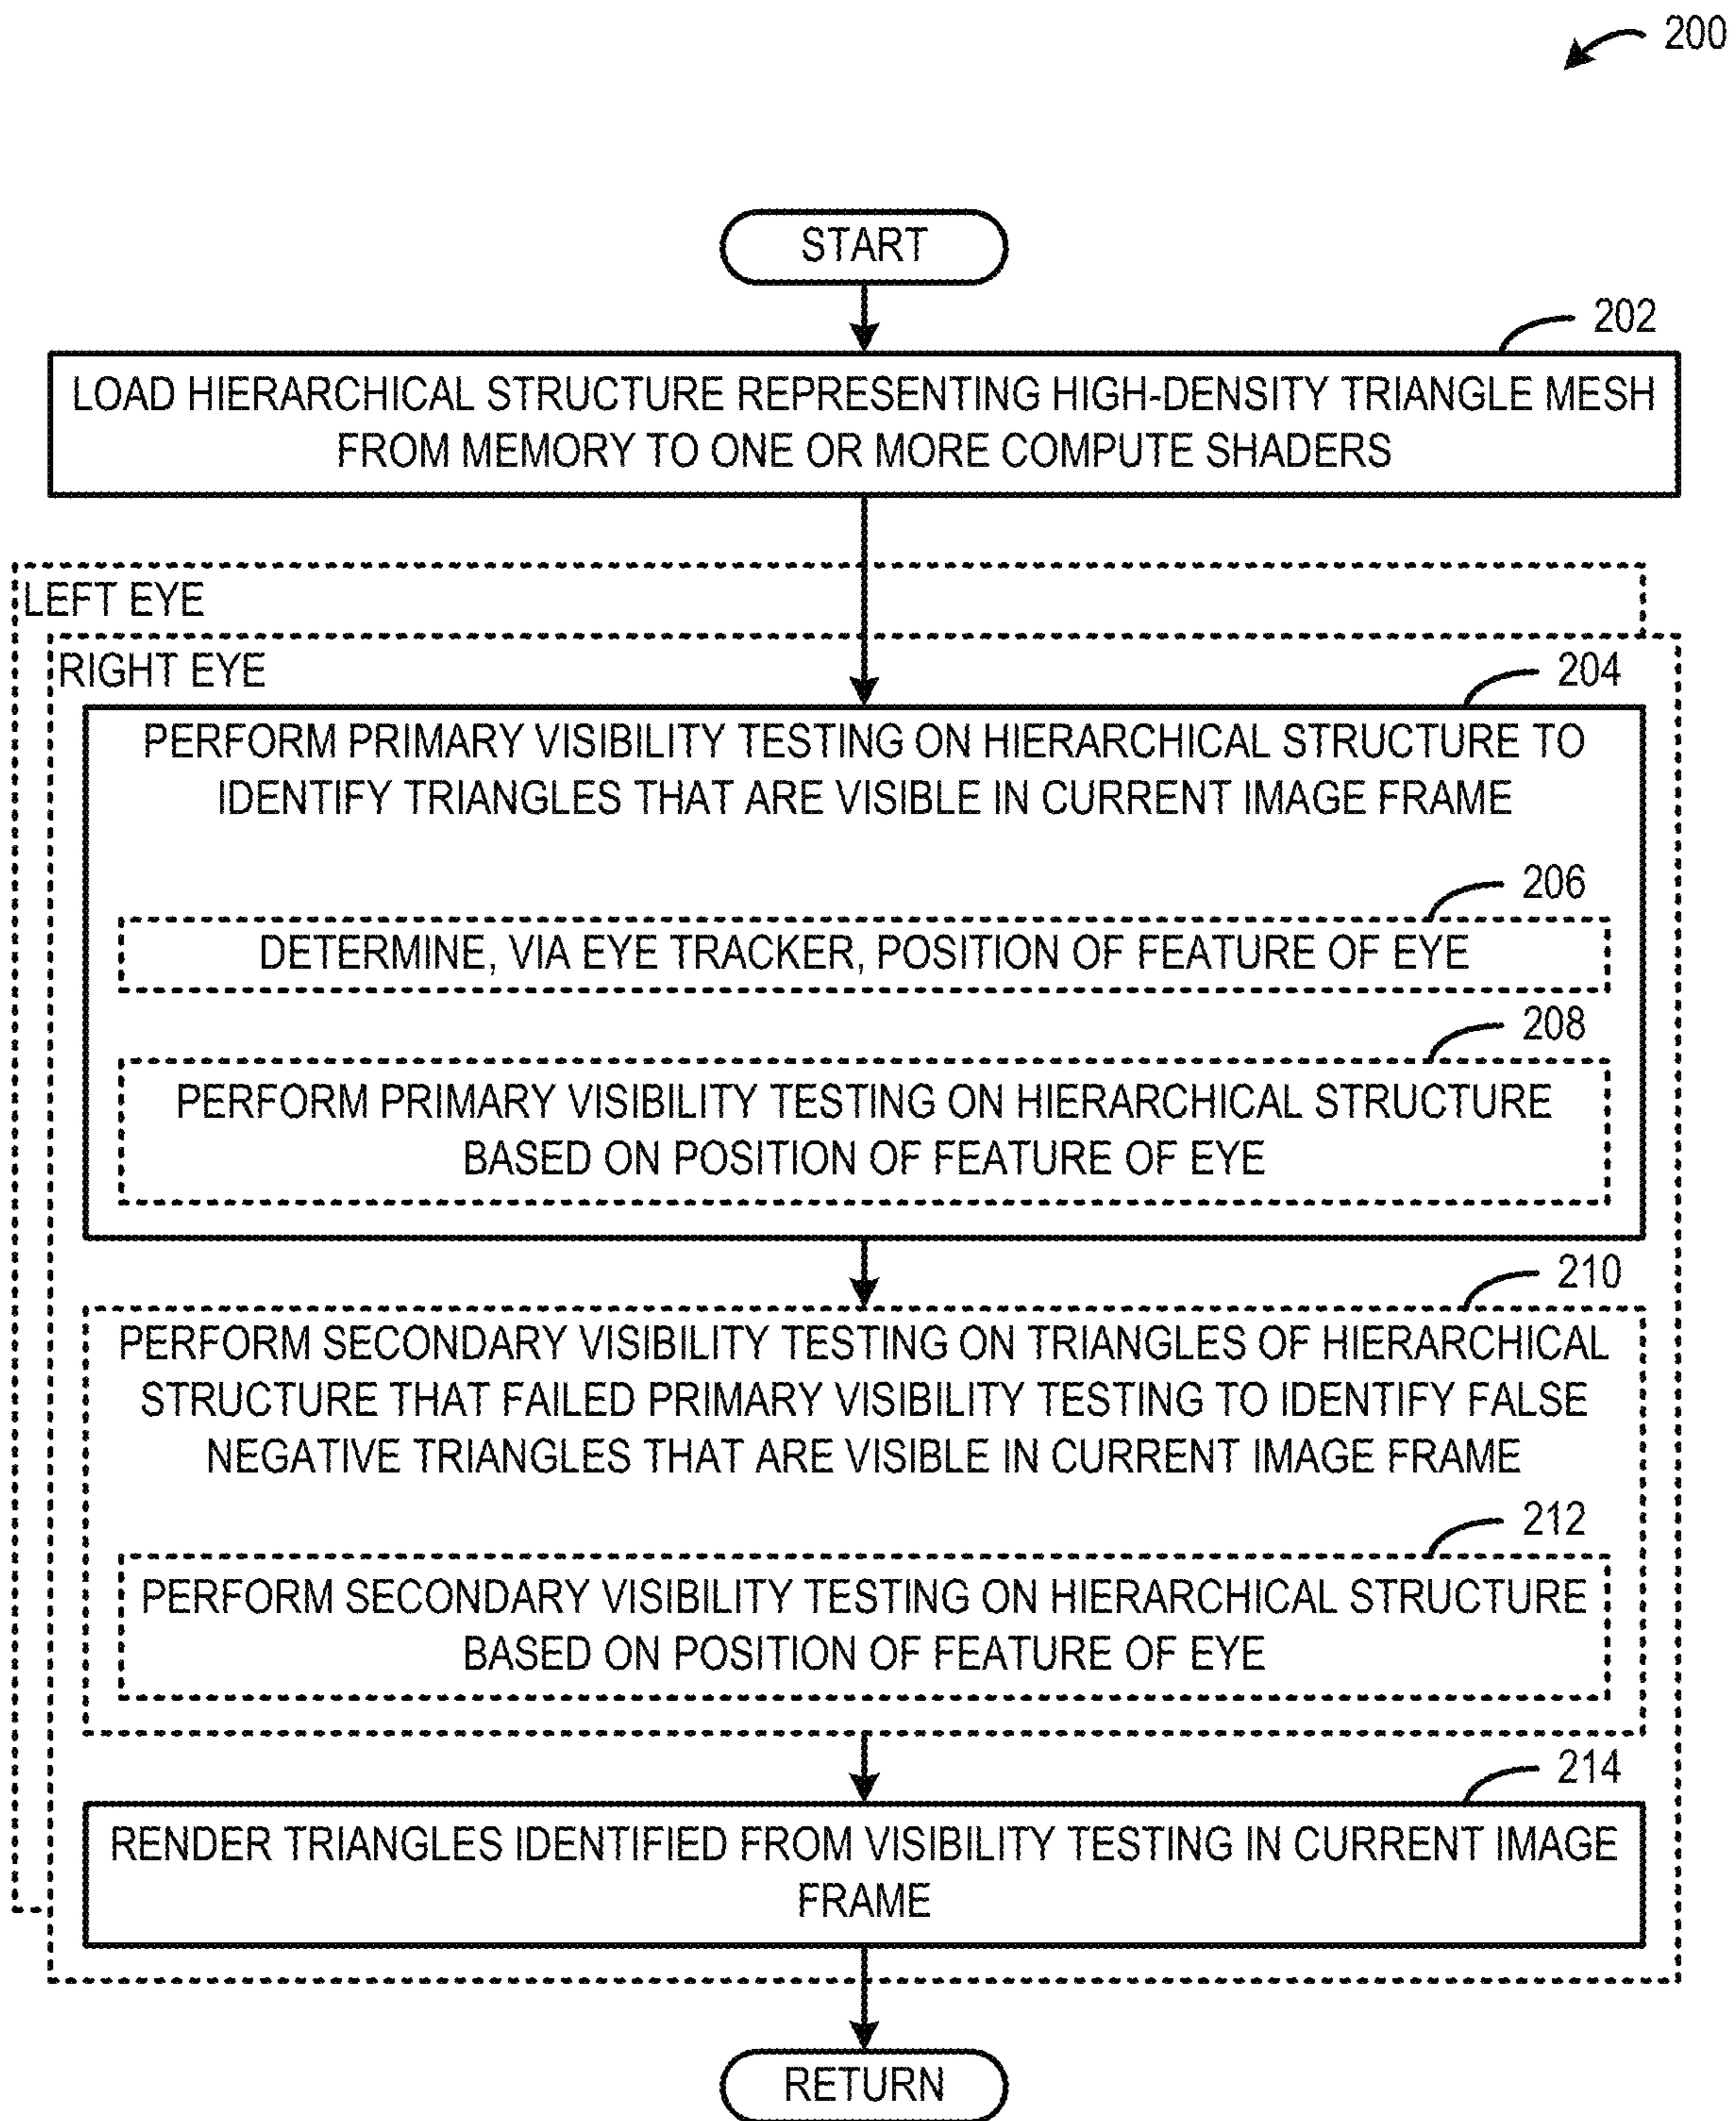 200
START
202
LOAD HIERARCHICAL STRUCTURE REPRESENTING HIGH-DENSITY TRIANGLE MESH
FROM MEMORY TO ONE OR MORE COMPUTE SHADERS
LEFT EYE
RIGHT EYE
204
PERFORM PRIMARY VISIBILITY TESTING ON HIERARCHICAL STRUCTURE TO
IDENTIFY TRIANGLES THAT ARE VISIBLE IN CURRENT IMAGE FRAME
206
DETERMINE, VIA EYE TRACKER, POSITION OF FEATURE OF EYE
208
PERFORM PRIMARY VISIBILITY TESTING ON HIERARCHICAL STRUCTURE
BASED ON POSITION OF FEATURE OF EYE
210
PERFORM SECONDARY VISIBILITY TESTING ON TRIANGLES OF HIERARCHICAL
STRUCTURE THAT FAILED PRIMARY VISIBILITY TESTING TO IDENTIFY FALSE
NEGATIVE TRIANGLES THAT ARE VISIBLE IN CURRENT IMAGE FRAME
212
PERFORM SECONDARY VISIBILITY TESTING ON HIERARCHICAL STRUCTURE
BASED ON POSITION OF FEATURE OF EYE
214
RENDER TRIANGLES IDENTIFIED FROM VISIBILITY TESTING IN CURRENT IMAGE
FRAME
RETURN